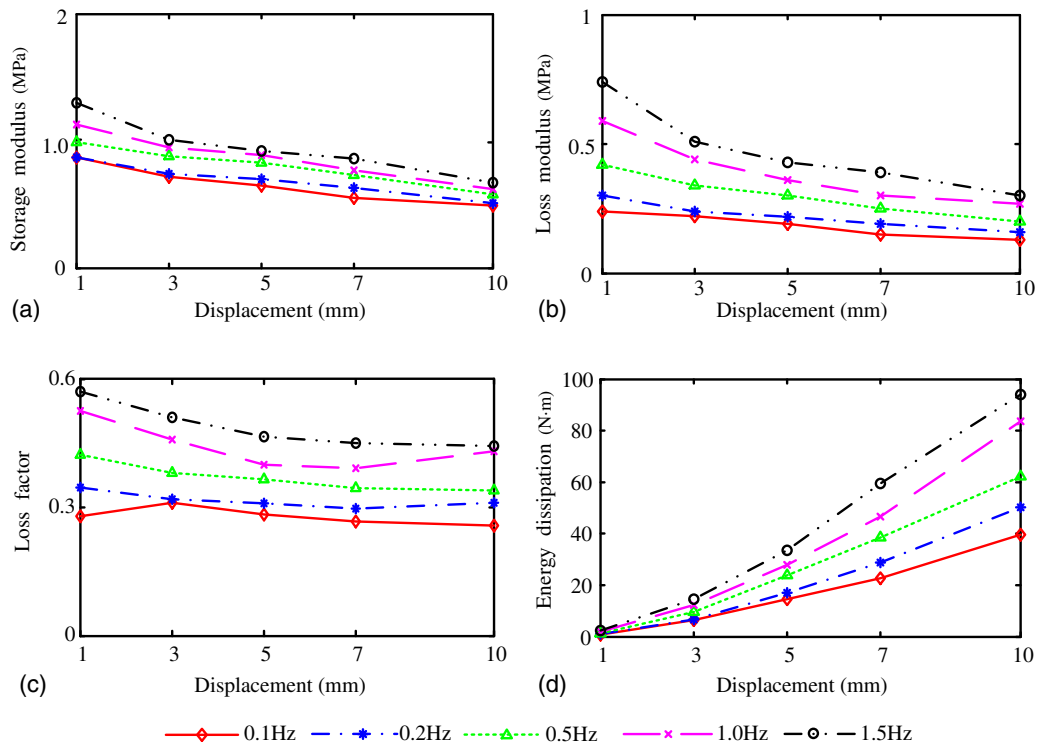 2
1.0
0
Storage modulus (MPa)
1 3 5 7 10
Displacement (mm)
(a)
1
0.5
0
Loss modulus (MPa)
1 3 5 7 10
Displacement (mm)
(b)
0.6
0.3
0
Loss factor
1 3 5 7 10
Displacement (mm)
(c)
100
80
60
40
20
0
Energy dissipation (N·m)
1 3 5 7 10
Displacement (mm)
(d)
0.1Hz 0.2Hz 0.5Hz 1.0Hz 1.5Hz